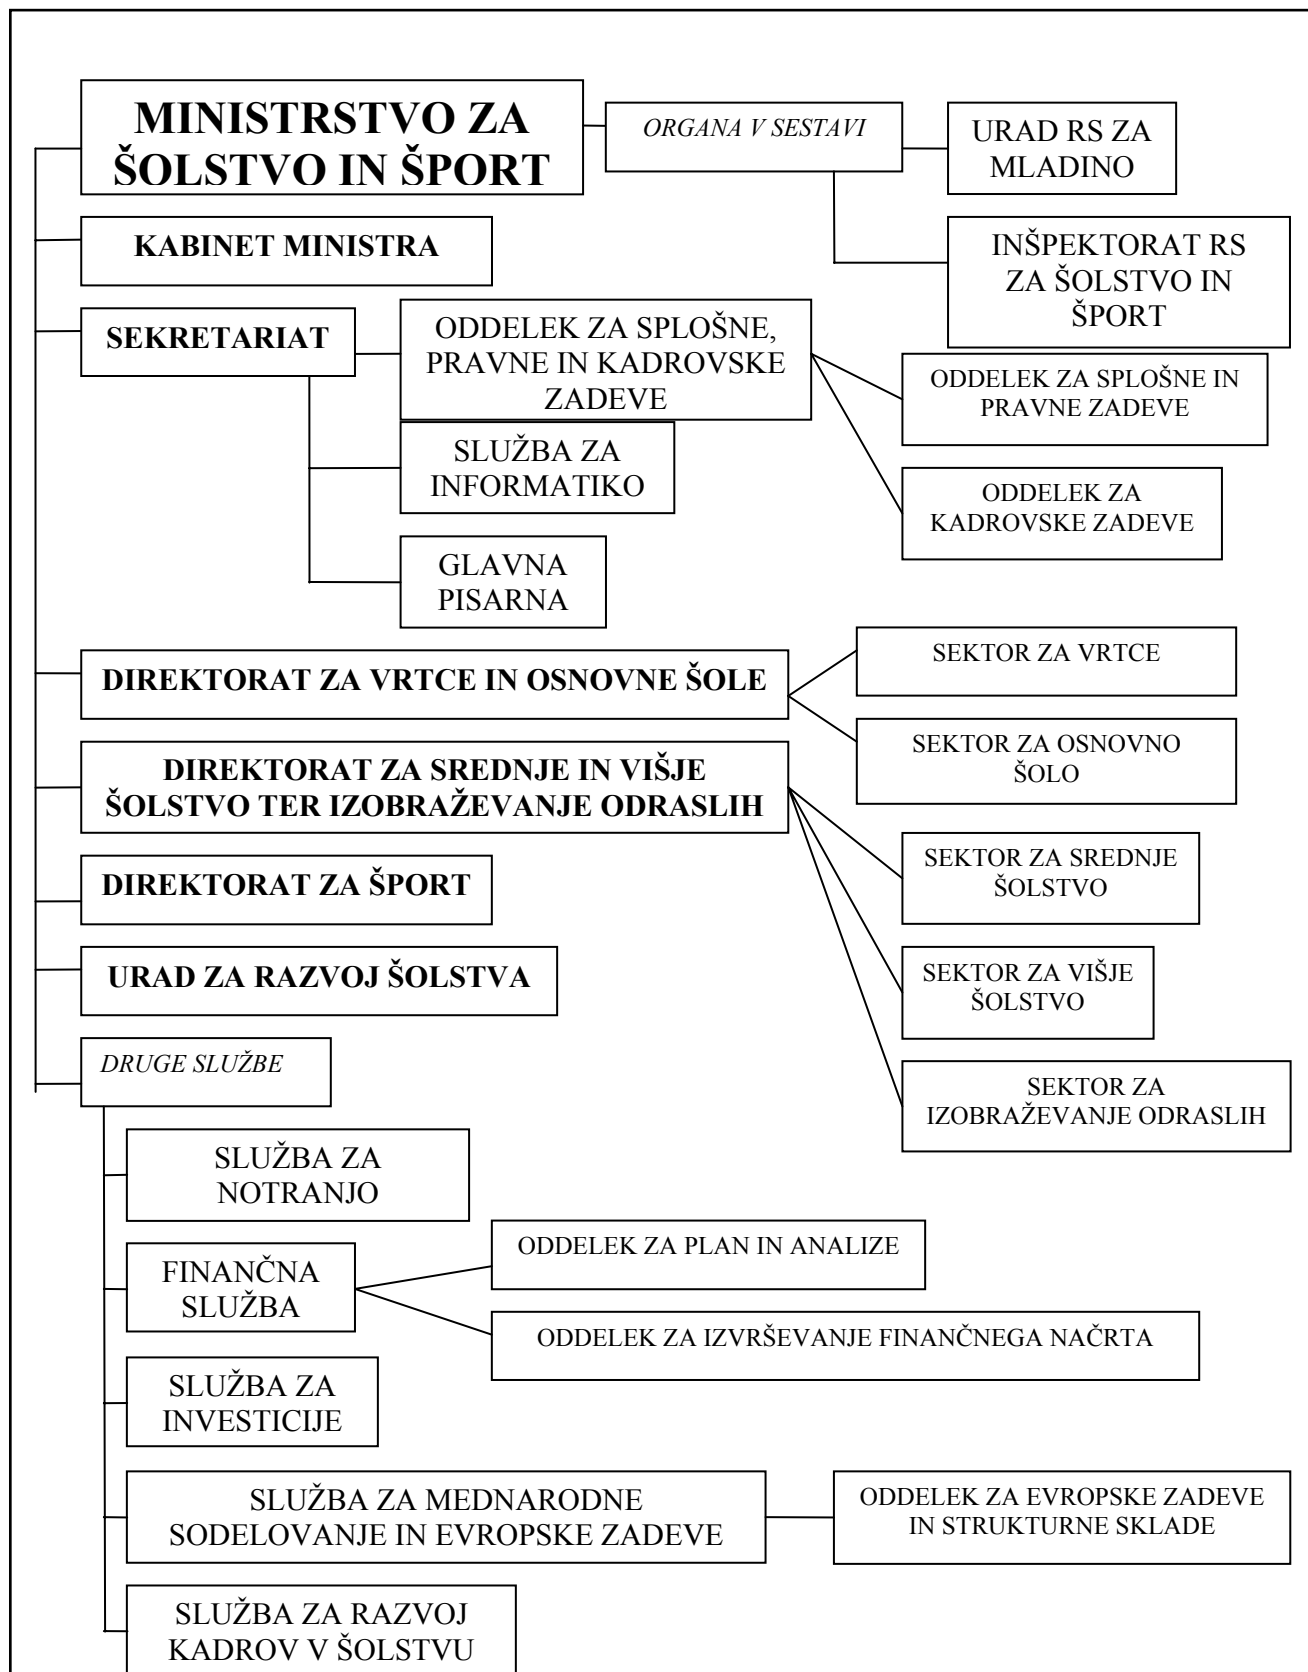 MINISTRSTVO ZA
ŠOLSTVO IN ŠPORT
ORGANA V SESTAVI
URAD RS ZA
MLADINO
INŠPEKTORAT RS
ZA ŠOLSTVO IN
ŠPORT
KABINET MINISTRA
SEKRETARIAT
ODDELEK ZA SPLOŠNE,
PRAVNE IN KADROVSKE
ZADEVE
ODDELEK ZA SPLOŠNE IN
PRAVNE ZADEVE
ODDELEK ZA
KADROVSKE ZADEVE
SLUŽBA ZA
INFORMATIKO
GLAVNA
PISARNA
DIREKTORAT ZA VRTCE IN OSNOVNE ŠOLE
SEKTOR ZA VRTCE
SEKTOR ZA OSNOVNO
ŠOLO
DIREKTORAT ZA SREDNJE IN VIŠJE
ŠOLSTVO TER IZOBRAŽEVANJE ODRASLIH
SEKTOR ZA SREDNJE
ŠOLSTVO
SEKTOR ZA VIŠJE
ŠOLSTVO
SEKTOR ZA
IZOBRAŽEVANJE ODRASLIH
DIREKTORAT ZA ŠPORT
URAD ZA RAZVOJ ŠOLSTVA
DRUGE SLUŽBE
SLUŽBA ZA
NOTRANJO
FINANČNA
SLUŽBA
ODDELEK ZA PLAN IN ANALIZE
ODDELEK ZA IZVRŠEVANJE FINANČNEGA NAČRTA
SLUŽBA ZA
INVESTICIJE
SLUŽBA ZA MEDNARODNE
SODELOVANJE IN EVROPSKE ZADEVE
ODDELEK ZA EVROPSKE ZADEVE
IN STRUKTURNE SKLADE
SLUŽBA ZA RAZVOJ
KADROV V ŠOLSTVU